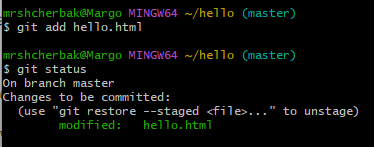 mrshcherbak@Margo MINGW64 ~/hello (master)
$ git add hello.html
mrshcherbak@Margo MINGW64 ~/hello (master)
$ git status
On branch master
Changes to be committed:
  (use "git restore --staged <file>..." to unstage)
        modified:   hello.html